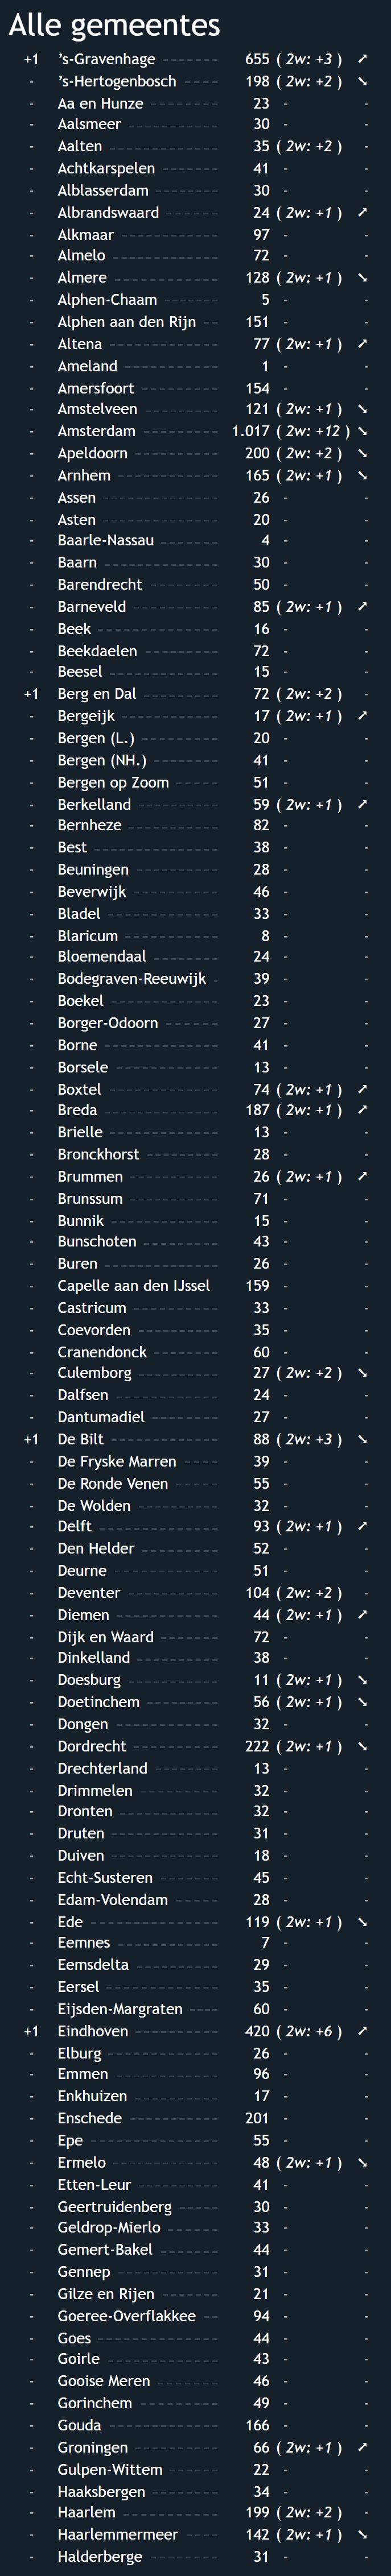 Alle gemeentes
+1 ’s-Gravenhage ------- 655 ( 2w: +3 ) ➚
- ’s-Hertogenbosch ----- 198 ( 2w: +2 ) ➘
- Aa en Hunze -------- 23 - -
- Aalsmeer ---------- 30 - -
- Aalten ------------ 35 ( 2w: +2 ) -
- Achtkarspelen ------ 41 - -
- Alblasserdam ------- 30 - -
- Albrandswaard ------ 24 ( 2w: +1 ) ➚
- Alkmaar ----------- 97 - -
- Almelo ------------ 72 - -
- Almere ------------ 128 ( 2w: +1 ) ➘
- Alphen-Chaam ------ 5 - -
- Alphen aan den Rijn -- 151 - -
- Altena ------------ 77 ( 2w: +1 ) ➚
- Ameland ---------- 1 - -
- Amersfoort -------- 154 - -
- Amstelveen -------- 121 ( 2w: +1 ) ➘
- Amsterdam -------- 1.017 ( 2w: +12 ) ➘
- Apeldoorn --------- 200 ( 2w: +2 ) ➘
- Arnhem ----------- 165 ( 2w: +1 ) ➘
- Assen ------------ 26 - -
- Asten ------------ 20 - -
- Baarle-Nassau ------ 4 - -
- Baarn ------------ 30 - -
- Barendrecht ------- 50 - -
- Barneveld --------- 85 ( 2w: +1 ) ➚
- Beek ------------- 16 - -
- Beekdaelen -------- 72 - -
- Beesel ------------ 15 - -
+1 Berg en Dal -------- 72 ( 2w: +2 ) -
- Bergeijk ----------- 17 ( 2w: +1 ) ➚
- Bergen (L.) -------- 20 - -
- Bergen (NH.) ------- 41 - -
- Bergen op Zoom ----- 51 - -
- Berkelland --------- 59 ( 2w: +1 ) ➚
- Bernheze ---------- 82 - -
- Best ------------- 38 - -
- Beuningen --------- 28 - -
- Beverwijk --------- 46 - -
- Bladel ------------ 33 - -
- Blaricum ---------- 8 - -
- Bloemendaal ------- 24 - -
- Bodegraven-Reeuwijk - 39 - -
- Boekel ----------- 23 - -
- Borger-Odoorn ------ 27 - -
- Borne ------------ 41 - -
- Borsele ----------- 13 - -
- Boxtel ----------- 74 ( 2w: +1 ) ➚
- Breda ------------ 187 ( 2w: +1 ) ➚
- Brielle ----------- 13 - -
- Bronckhorst -------- 28 - -
- Brummen ---------- 26 ( 2w: +1 ) ➚
- Brunssum --------- 71 - -
- Bunnik ----------- 15 - -
- Bunschoten -------- 43 - -
- Buren ------------ 26 - -
- Capelle aan den IJssel 159 - -
- Castricum --------- 33 - -
- Coevorden -------- 35 - -
- Cranendonck ------- 60 - -
- Culemborg -------- 27 ( 2w: +2 ) ➘
- Dalfsen ----------- 24 - -
- Dantumadiel ------- 27 - -
+1 De Bilt ----------- 88 ( 2w: +3 ) ➘
- De Fryske Marren ---- 39 - -
- De Ronde Venen ----- 55 - -
- De Wolden -------- 32 - -
- Delft ------------- 93 ( 2w: +1 ) ➚
- Den Helder -------- 52 - -
- Deurne ----------- 51 - -
- Deventer ---------- 104 ( 2w: +2 ) -
- Diemen ----------- 44 ( 2w: +1 ) ➚
- Dijk en Waard ------ 72 - -
- Dinkelland --------- 38 - -
- Doesburg ---------- 11 ( 2w: +1 ) ➘
- Doetinchem -------- 56 ( 2w: +1 ) ➘
- Dongen ----------- 32 - -
- Dordrecht --------- 222 ( 2w: +1 ) ➘
- Drechterland ------- 13 - -
- Drimmelen -------- 32 - -
- Dronten ---------- 32 - -
- Druten ----------- 31 - -
- Duiven ----------- 18 - -
- Echt-Susteren ------ 45 - -
- Edam-Volendam ----- 28 - -
- Ede -------------- 119 ( 2w: +1 ) ➘
- Eemnes ----------- 7 - -
- Eemsdelta --------- 29 - -
- Eersel ------------ 35 - -
- Eijsden-Margraten ---- 60 - -
+1 Eindhoven --------- 420 ( 2w: +6 ) ➚
- Elburg ------------ 26 - -
- Emmen ----------- 96 - -
- Enkhuizen --------- 17 - -
- Enschede --------- 201 - -
- Epe -------------- 55 - -
- Ermelo ----------- 48 ( 2w: +1 ) ➘
- Etten-Leur --------- 41 - -
- Geertruidenberg ----- 30 - -
- Geldrop-Mierlo ------ 33 - -
- Gemert-Bakel ------- 44 - -
- Gennep ----------- 31 - -
- Gilze en Rijen ------ 21 - -
- Goeree-Overflakkee -- 94 - -
- Goes ------------- 44 - -
- Goirle ------------ 43 - -
- Gooise Meren ------- 46 - -
- Gorinchem --------- 49 - -
- Gouda ------------ 166 - -
- Groningen --------- 66 ( 2w: +1 ) ➚
- Gulpen-Wittem ------ 22 - -
- Haaksbergen ------- 34 - -
- Haarlem ---------- 199 ( 2w: +2 ) -
- Haarlemmermeer ---- 142 ( 2w: +1 ) ➘
- Halderberge -------- 31 - -